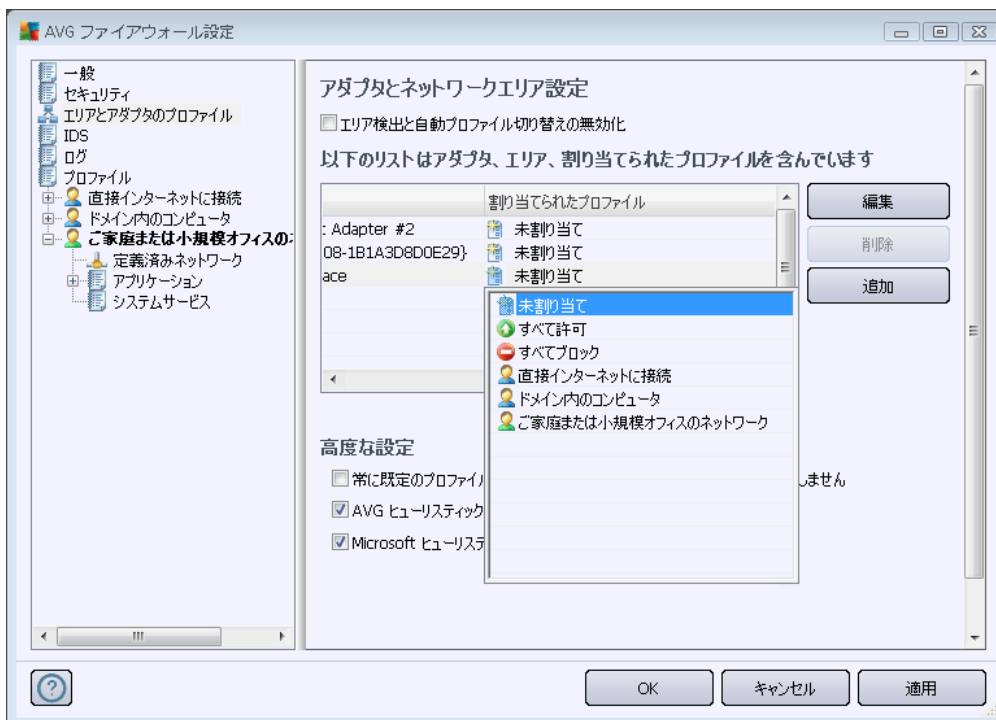 AVG ファイアウォール設定
一般
セキュリティ
エリアとアダプタのプロファイル
IDS
ログ
プロファイル
直接インターネットに接続
ドメイン内のコンピュータ
ご家庭または小規模オフィスの
定義済みネットワーク
アプリケーション
システムサービス
アダプタとネットワークエリア設定
エリア検出と自動プロファイル切り替えの無効化
以下のリストはアダプタ、エリア、割り当てられたプロファイルを含んでいます
割り当てられたプロファイル
: Adapter #2 未割り当て
08-1B1A3D8D0E29} 未割り当て
ace 未割り当て
未割り当て
すべて許可
すべてブロック
直接インターネットに接続
ドメイン内のコンピュータ
ご家庭または小規模オフィスのネットワーク
編集
削除
追加
高度な設定
常に既定のプロファイル しません
AVG ヒューリスティック
Microsoft ヒューリステ
OK
キャンセル
適用